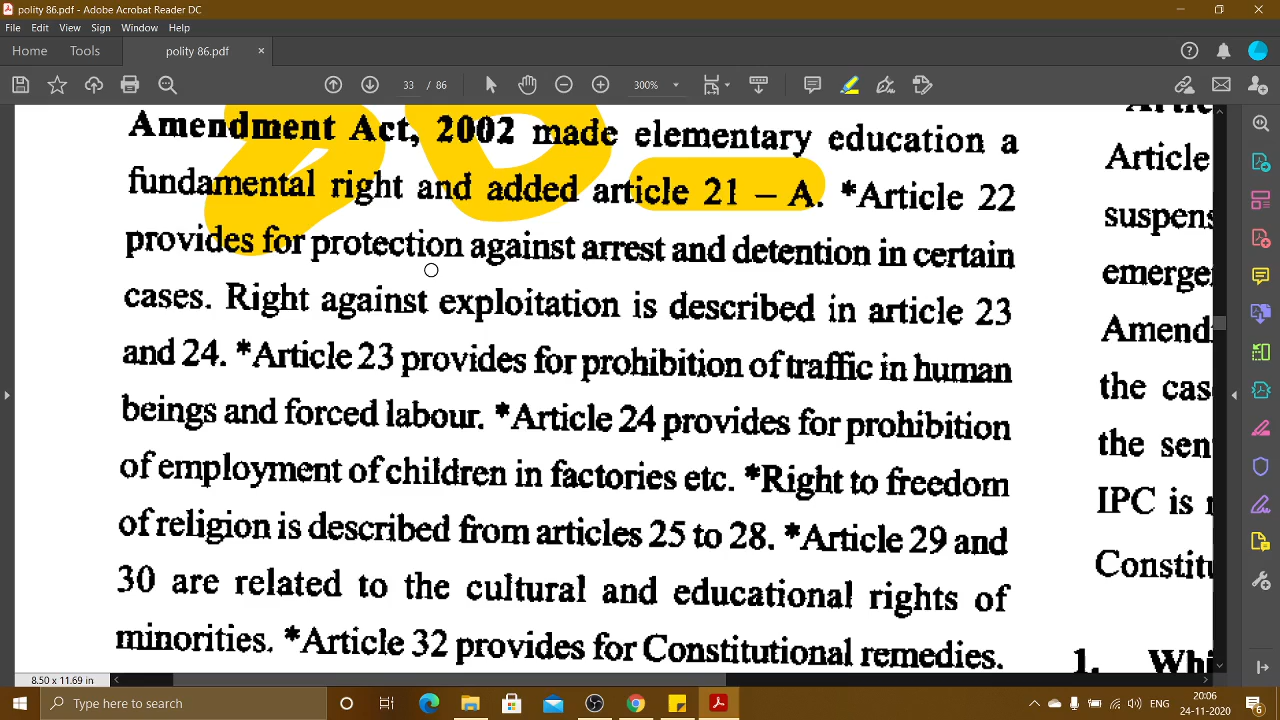 polity 86.pdf - Adobe Acrobat Reader DC
File Edit View Sign Window Help
Home Tools polity 86.pdf ×
33 / 86 300%
Amendment Act, 2002 made elementary education a
fundamental right and added article 21 – A. *Article 22
provides for protection against arrest and detention in certain
cases. Right against exploitation is described in article 23
and 24. *Article 23 provides for prohibition of traffic in human
beings and forced labour. *Article 24 provides for prohibition
of employment of children in factories etc. *Right to freedom
of religion is described from articles 25 to 28. *Article 29 and
30 are related to the cultural and educational rights of
minorities. *Article 32 provides for Constitutional remedies.
Article
suspens
emerge
Amend
the cas
the sen
IPC is
Constitu
1. Whi
8.50 x 11.69 in
Type here to search
20:06
24-11-2020
6